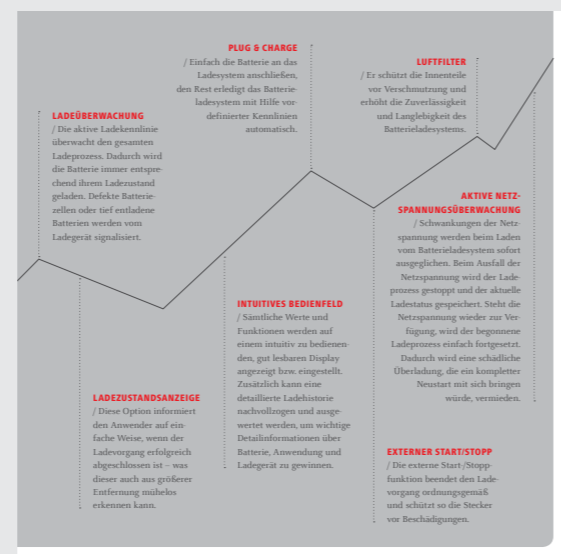 LADEÜBERWACHUNG
/ Die aktive Ladekennlinie
überwacht den gesamten
Ladeprozess. Dadurch wird
die Batterie immer entspre-
chend ihrem Ladezustand
geladen. Defekte Batterie-
zellen oder tief entladene
Batterien werden vom
Ladegerät signalisiert.
PLUG & CHARGE
/ Einfach die Batterie an das
Ladesystem anschließen,
den Rest erledigt das Batterie-
ladesystem mit Hilfe vor-
definierter Kennlinien
automatisch.
LUFTFILTER
/ Er schützt die Innenteile
vor Verschmutzung und
erhöht die Zuverlässigkeit
und Langlebigkeit des
Batterieladesystems.
AKTIVE NETZ-
SPANNUNGSÜBERWACHUNG
/ Schwankungen der Netz-
spannung werden beim Laden
vom Batterieladesystem sofort
ausgeglichen. Beim Ausfall der
Netzspannung wird der Lade-
prozess gestoppt und der aktuelle
Ladestatus gespeichert. Steht die
Netzspannung wieder zur Ver-
fügung, wird der begonnene
Ladeprozess einfach fortgesetzt.
Dadurch wird eine schädliche
Überladung, die ein kompletter
Neustart mit sich bringen
würde, vermieden.
LADEZUSTANDSANZEIGE
/ Diese Option informiert
den Anwender auf ein-
fache Weise, wenn der
Ladevorgang erfolgreich
abgeschlossen ist – was
dieser auch aus größerer
Entfernung mühelos
erkennen kann.
INTUITIVES BEDIENFELD
/ Sämtliche Werte und
Funktionen werden auf
einem intuitiv zu bedienen-
den, gut lesbaren Display
angezeigt bzw. eingestellt.
Zusätzlich kann eine
detaillierte Ladehistorie
nachvollzogen und ausge-
wertet werden, um wichtige
Detailinformationen über
Batterie, Anwendung und
Ladegerät zu gewinnen.
EXTERNER START/STOPP
/ Die externe Start-/Stopp-
funktion beendet den Lade-
vorgang ordnungsgemäß
und schützt so die Stecker
vor Beschädigungen.